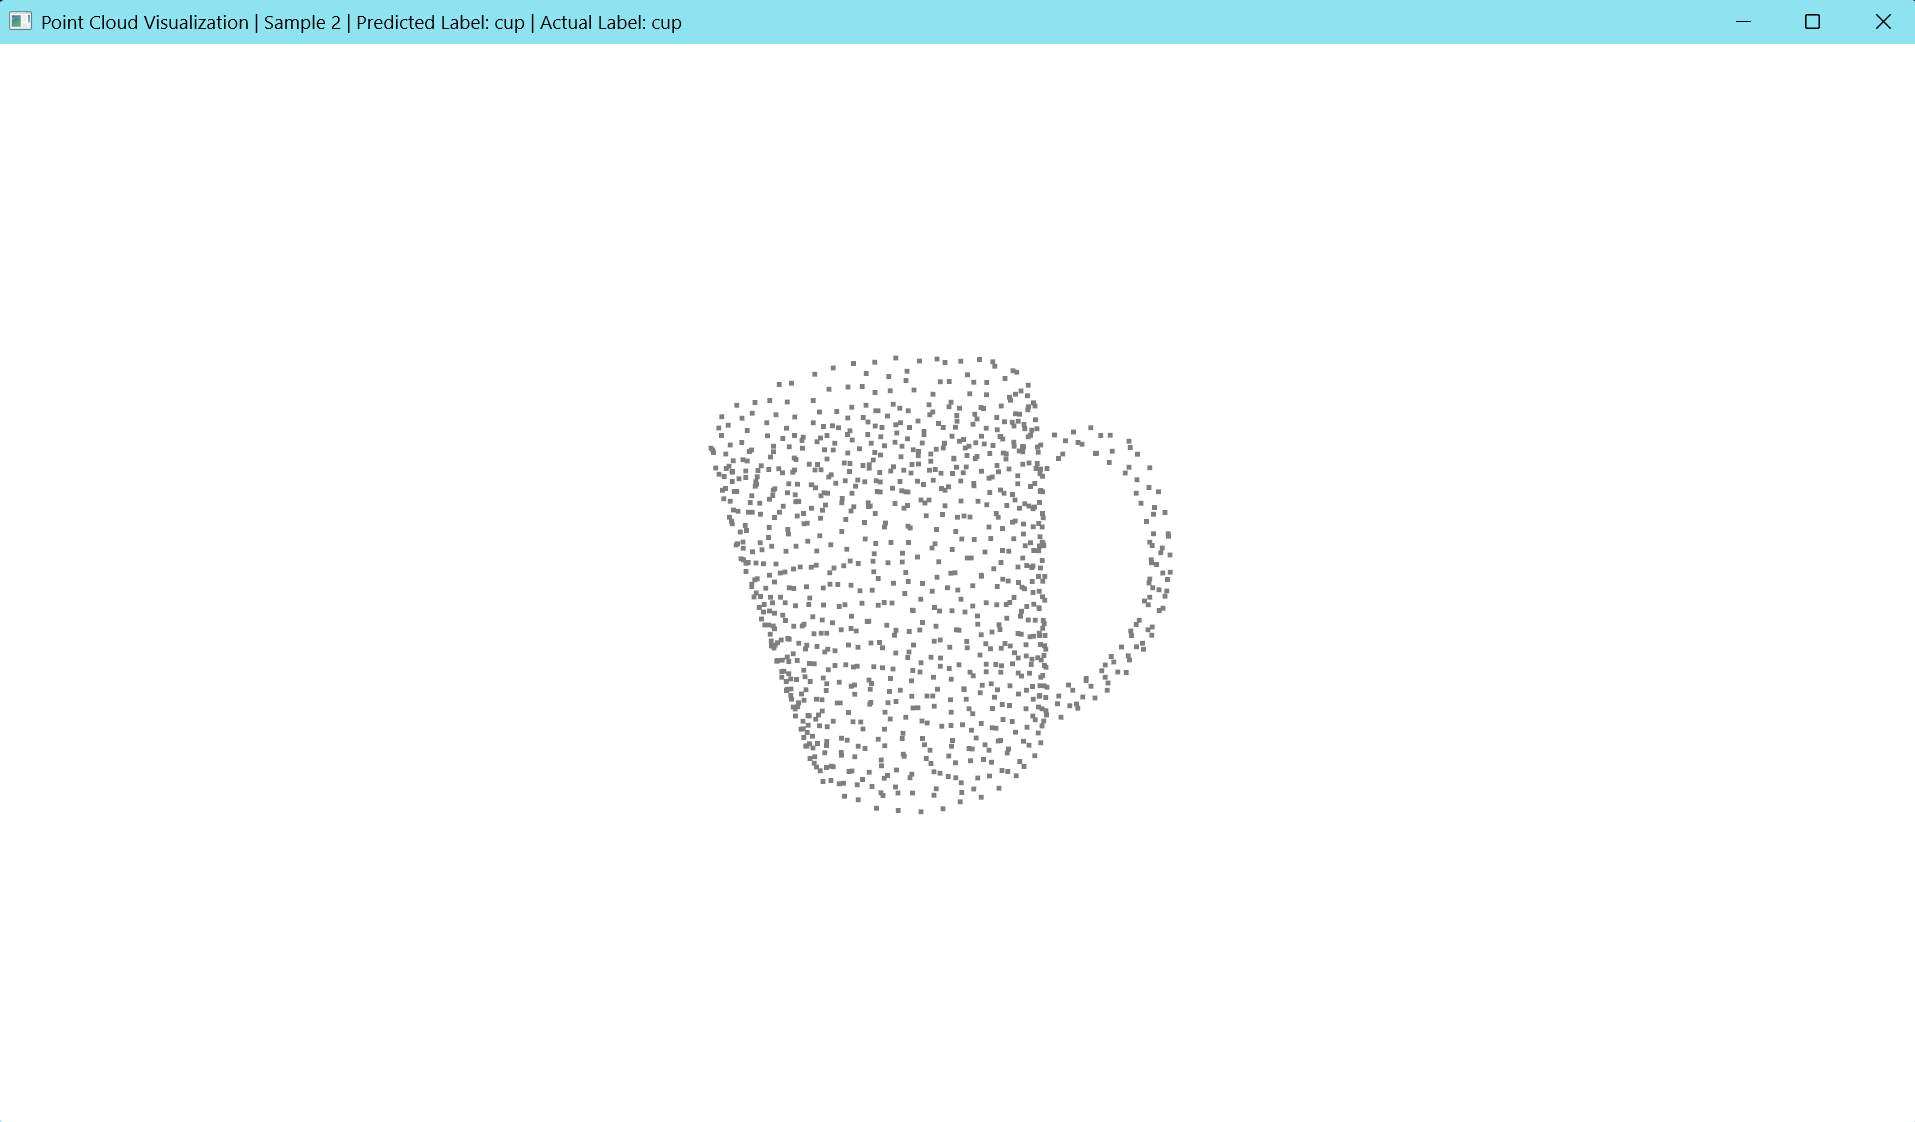 Point Cloud Visualization | Sample 2 | Predicted Label: cup | Actual Label: cup